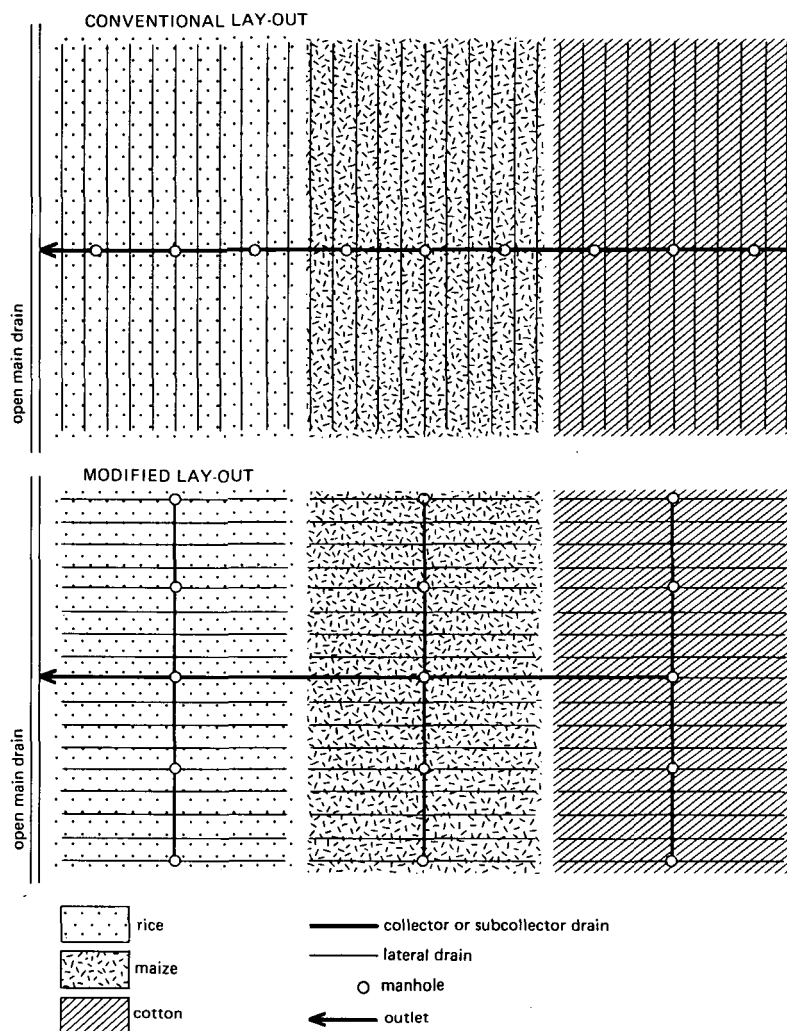 CONVENTIONAL LAY-OUT
open main drain
MODIFIED LAY-OUT
open main drain
rice
maize
cotton
collector or subcollector drain
lateral drain
manhole
outlet